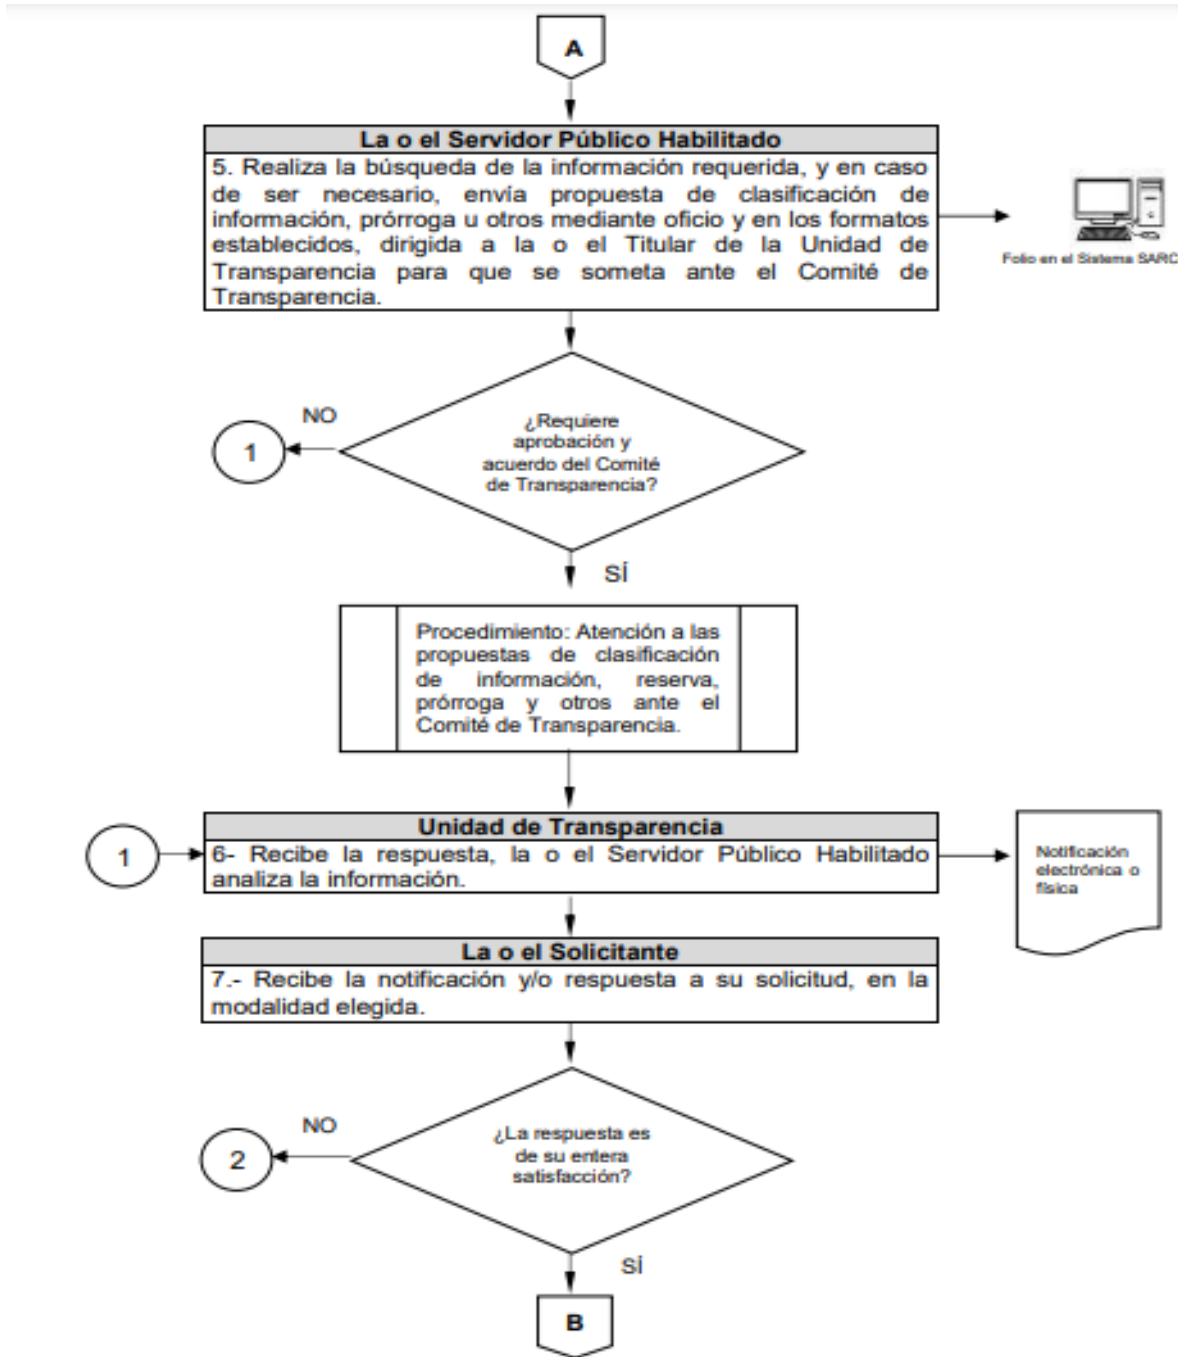 A
La o el Servidor Público Habilitado
5. Realiza la búsqueda de la información requerida, y en caso
de ser necesario, envía propuesta de clasificación de
información, prórroga u otros mediante oficio y en los formatos
establecidos, dirigida a la o el Titular de la Unidad de
Transparencia para que se someta ante el Comité de
Transparencia.
Folio en el Sistema SARC
¿Requiere
aprobación y
acuerdo del Comité
de Transparencia?
NO
1
SÍ
Procedimiento: Atención a las
propuestas de clasificación
de información, reserva,
prórroga y otros ante el
Comité de Transparencia.
Unidad de Transparencia
1
6- Recibe la respuesta, la o el Servidor Público Habilitado
analiza la información.
Notificación
electrónica o
física
La o el Solicitante
7.- Recibe la notificación y/o respuesta a su solicitud, en la
modalidad elegida.
¿La respuesta es
de su entera
satisfacción?
NO
2
SÍ
B